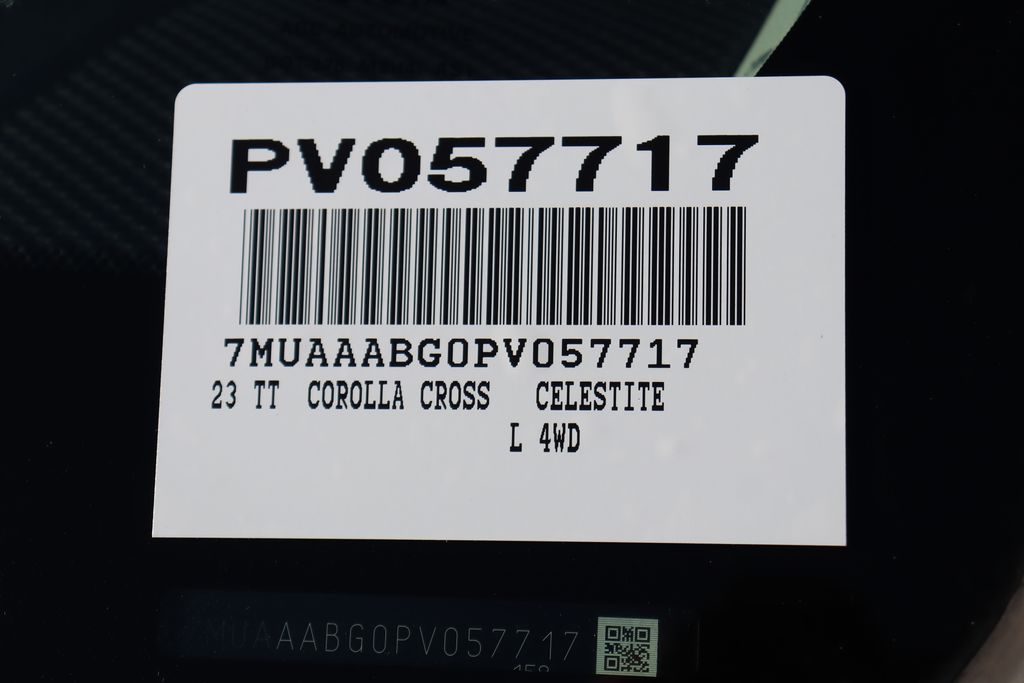 PV057717
7MUAAABG0PV057717
23 TT COROLLA CROSS CELESTITE
L 4WD
7MUAAABG0PV057717